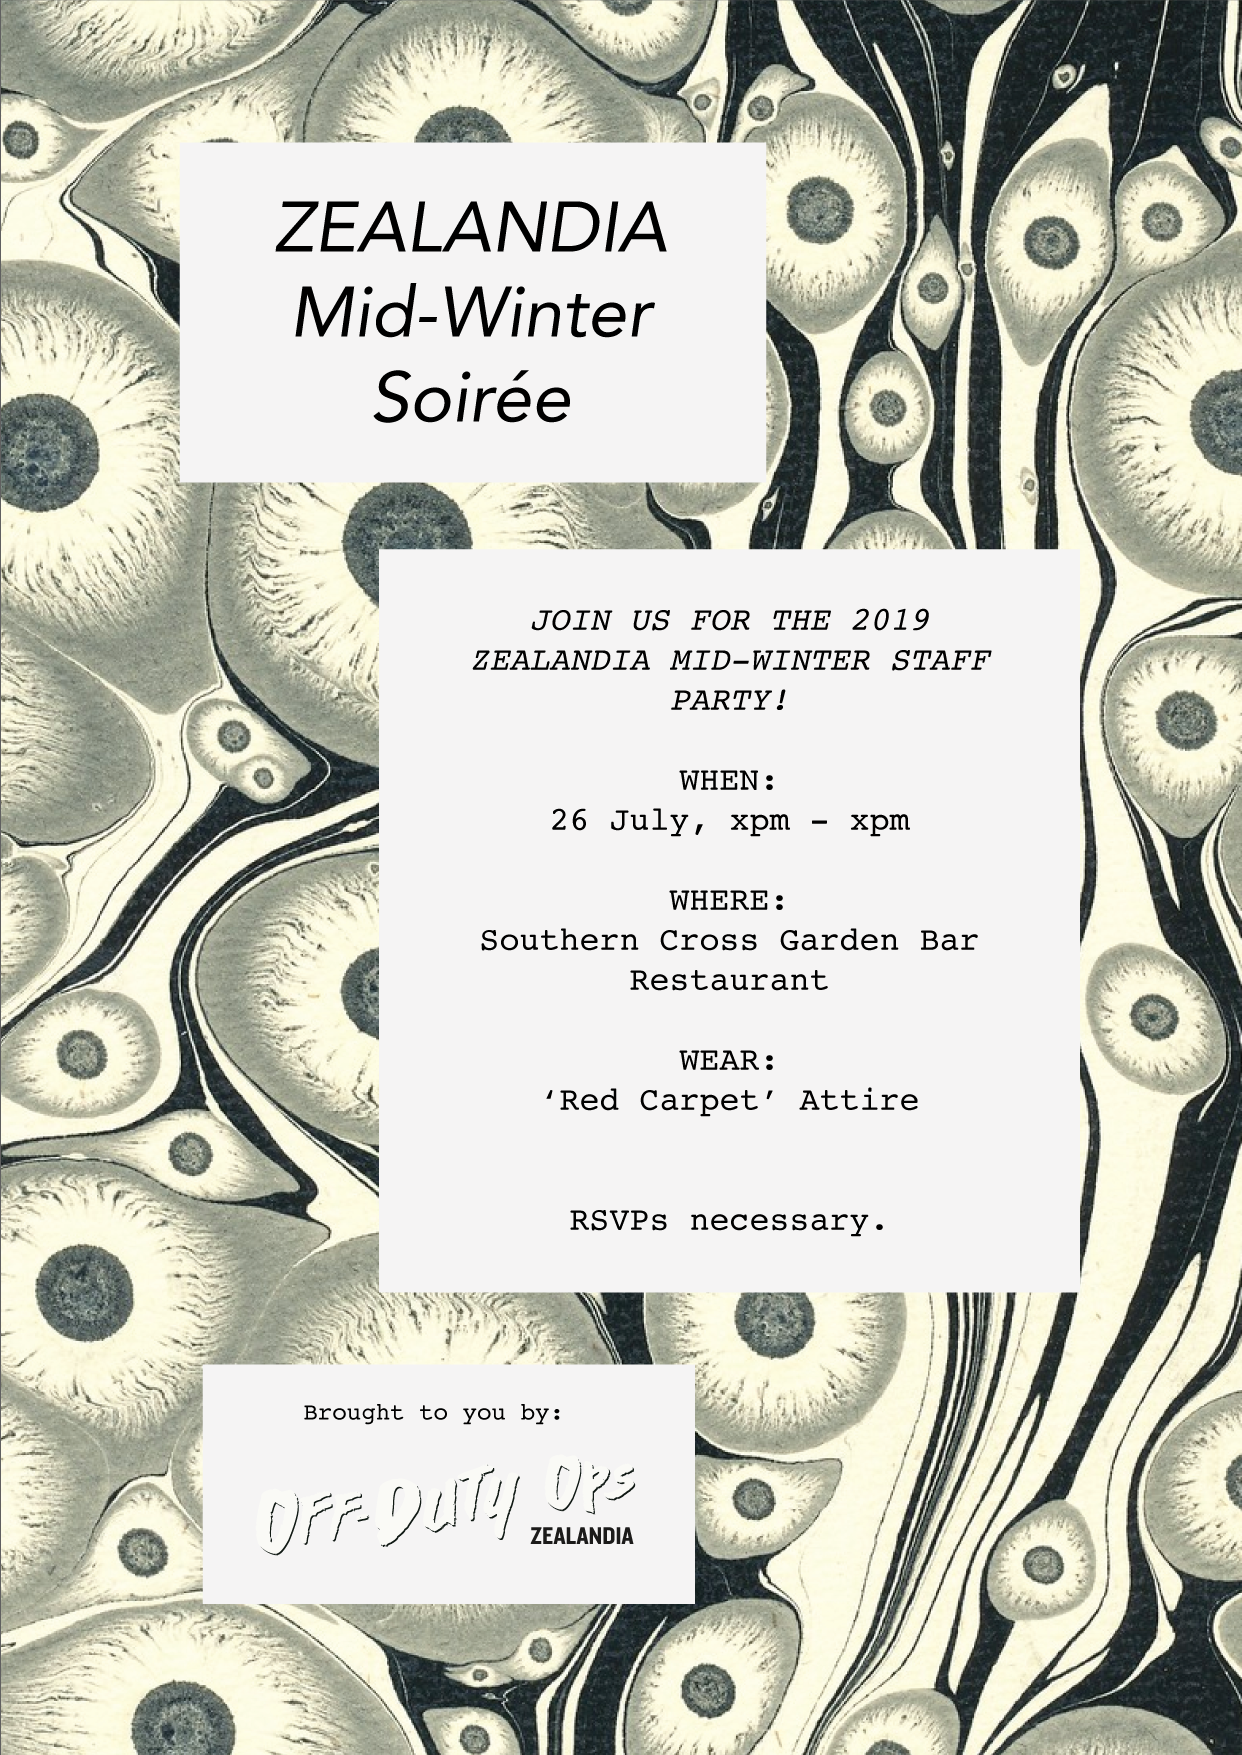 ZEALANDIA
Mid-Winter
Soirée
JOIN US FOR THE 2019
ZEALANDIA MID-WINTER STAFF
PARTY!
WHEN:
26 July, xpm - xpm
WHERE:
Southern Cross Garden Bar
Restaurant
WEAR:
‘Red Carpet’ Attire
RSVPs necessary.
Brought to you by:
OFF-DUTY OPS
ZEALANDIA